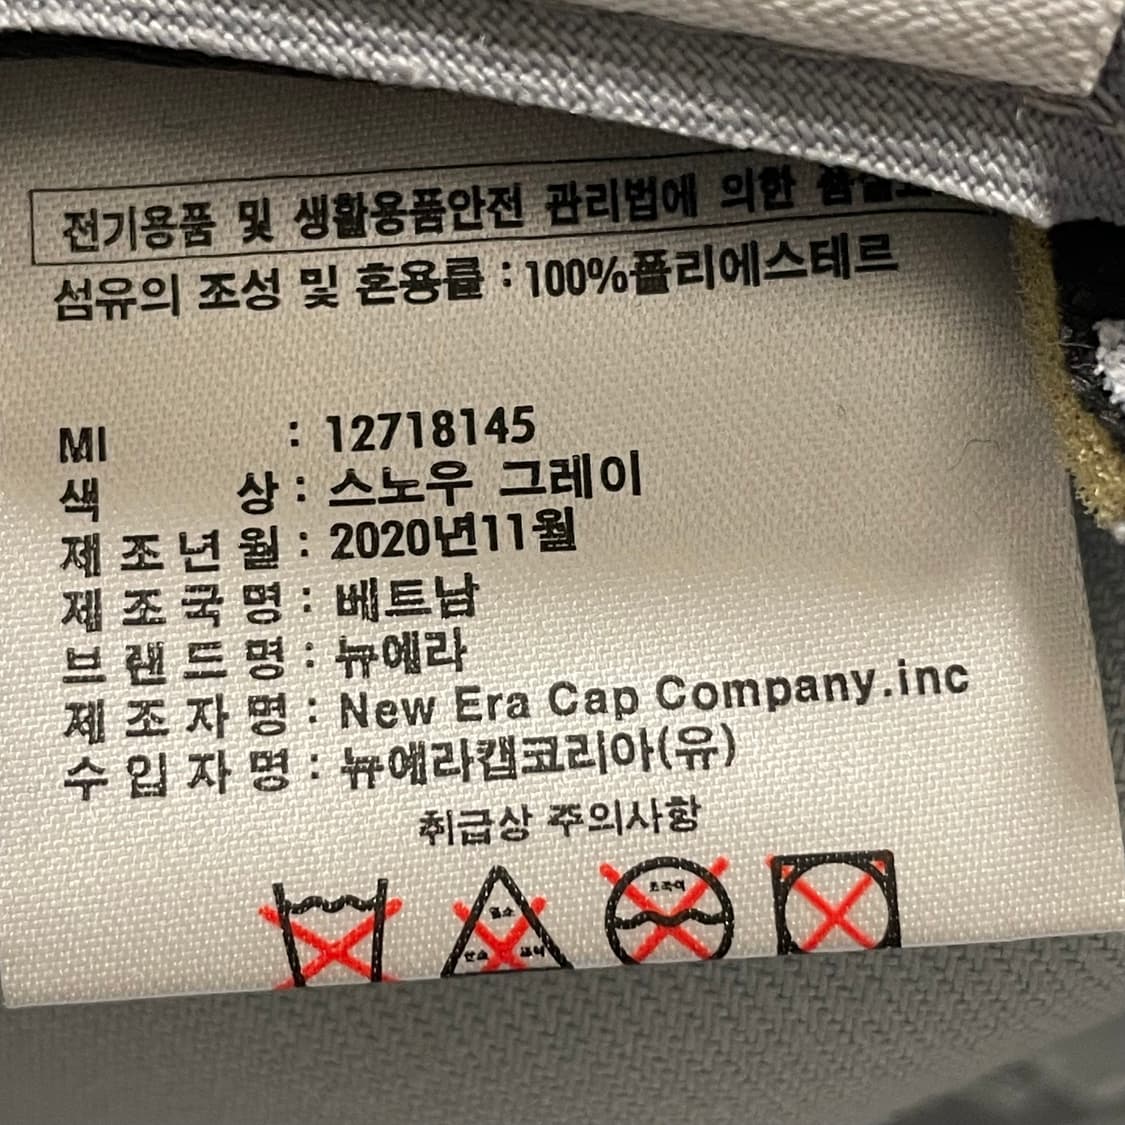 전기용품 및 생활용품안전 관리법에 의한
섬유의 조성 및 혼용률 : 100%폴리에스테르
MI : 12718145
색 상 : 스노우 그레이
제 조 년 월 : 2020년11월
제 조 국 명 : 베트남
브 랜 드 명 : 뉴에라
제 조 자 명 : New Era Cap Company.inc
수 입 자 명 : 뉴에라캡코리아(유)
취급상 주의사항